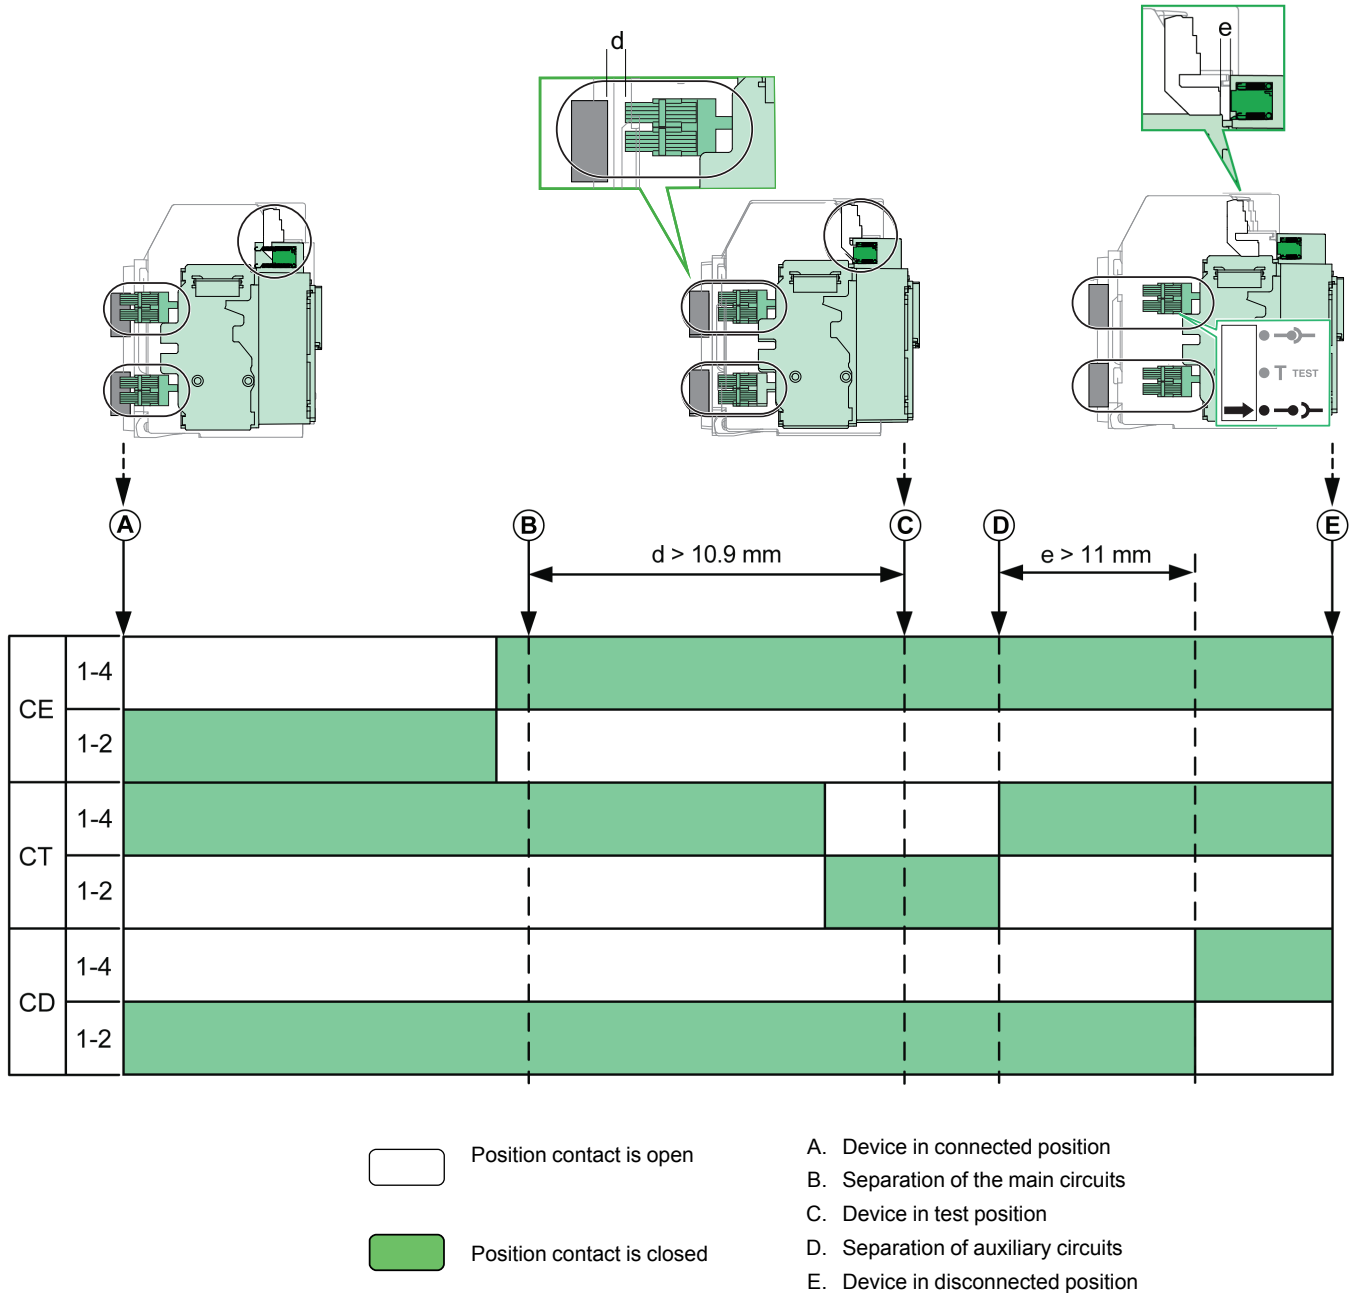 d
e
T TEST
A
B
C
D
E
d > 10.9 mm
e > 11 mm
CE
1-4
1-2
CT
1-4
1-2
CD
1-4
1-2
Position contact is open
Position contact is closed
A. Device in connected position
B. Separation of the main circuits
C. Device in test position
D. Separation of auxiliary circuits
E. Device in disconnected position